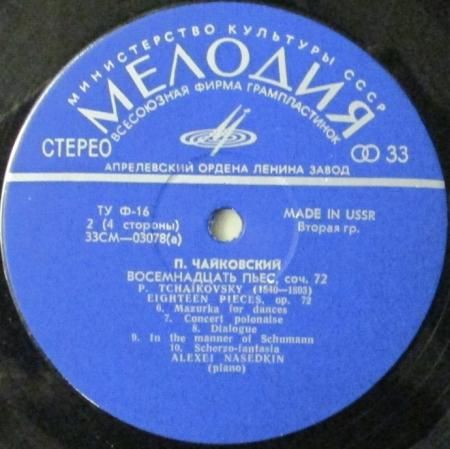 МИНИСТЕРСТВО КУЛЬТУРЫ СССР
МЕЛОДИЯ
ВСЕСОЮЗНАЯ ФИРМА ГРАМПЛАСТИНОК
СТЕРЕО
33
АПРЕЛЕВСКИЙ ОРДЕНА ЛЕНИНА ЗАВОД
ТУ Ф-16
2 (4 стороны)
33СМ—03078(а)
MADE IN USSR
Вторая гр.
П. ЧАЙКОВСКИЙ
ВОСЕМНАДЦАТЬ ПЬЕС, соч. 72
P. TCHAIKOVSKY (1840—1893)
EIGHTEEN PIECES, op. 72
6. Mazurka for dances
7. Concert polonaise
8. Dialogue
9. In the manner of Schumann
10. Scherzo-fantasia
ALEXEI NASEDKIN
(piano)